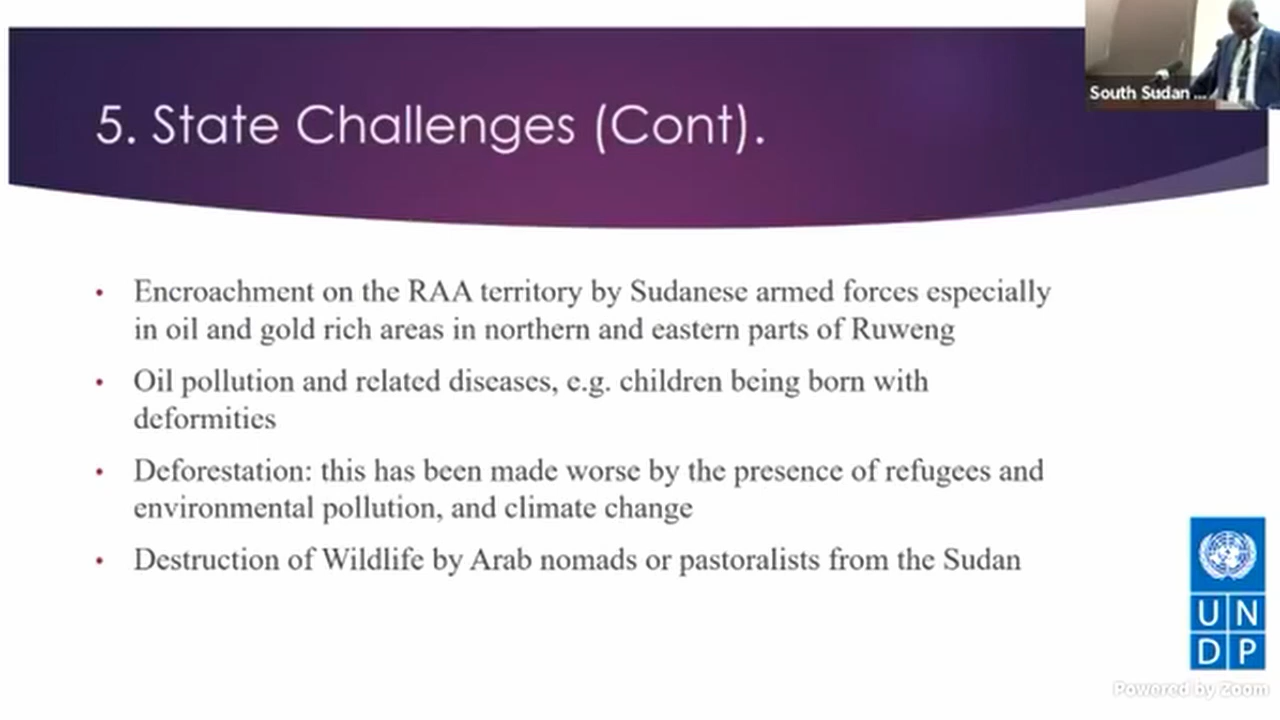 South Sudan ...
5. State Challenges (Cont).
• Encroachment on the RAA territory by Sudanese armed forces especially
in oil and gold rich areas in northern and eastern parts of Ruweng
• Oil pollution and related diseases, e.g. children being born with
deformities
• Deforestation: this has been made worse by the presence of refugees and
environmental pollution, and climate change
• Destruction of Wildlife by Arab nomads or pastoralists from the Sudan
U N
D P
Powered by Zoom